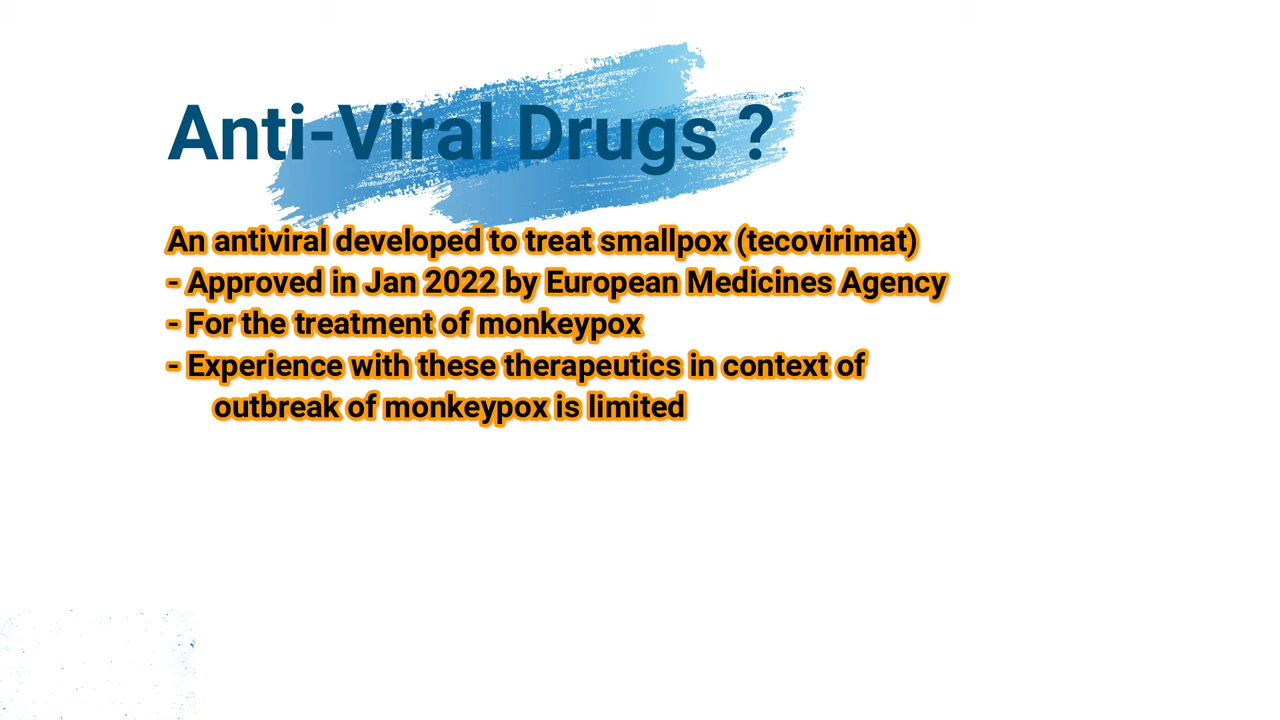 Anti-Viral Drugs ?
An antiviral developed to treat smallpox (tecovirimat)
- Approved in Jan 2022 by European Medicines Agency
- For the treatment of monkeypox
- Experience with these therapeutics in context of
outbreak of monkeypox is limited